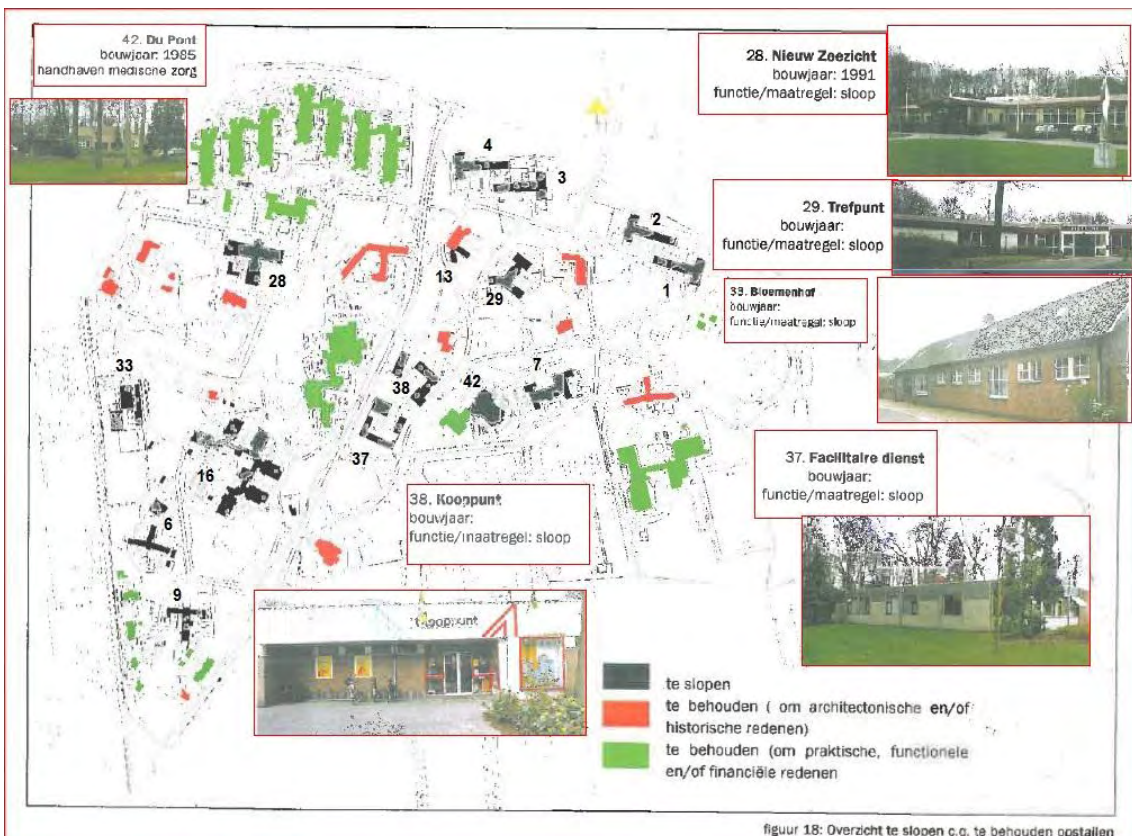 42. Du Pont
bouwjaar: 1985
handhaven medische zorg
28. Nieuw Zoezicht
bouwjaar: 1991
functie/maatregel: sloop
4
3
2
1
29. Trefpunt
bouwjaar:
functie/maatregel: sloop
28
13
29
33. Bloemenhof
bouwjaar:
functie/maatregel: sloop
33
38
42
7
37
16
6
9
38. Kooppunt
bouwjaar:
functie/maatregel: sloop
37. Facilitaire dienst
bouwjaar:
functie/maatregel: sloop
te slopen
te behouden ( om architectonische en/of
historische redenen)
te behouden (om praktische, functionele
en/of financiële redenen
figuur 18: Overzicht te slopen c.q. te behouden opstallen